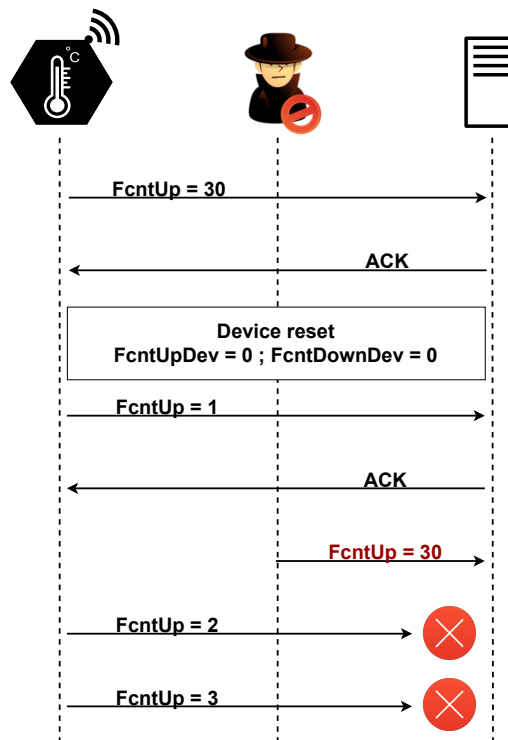 °C
FcntUp = 30
ACK
Device reset
FcntUpDev = 0 ; FcntDownDev = 0
FcntUp = 1
ACK
FcntUp = 30
FcntUp = 2
FcntUp = 3